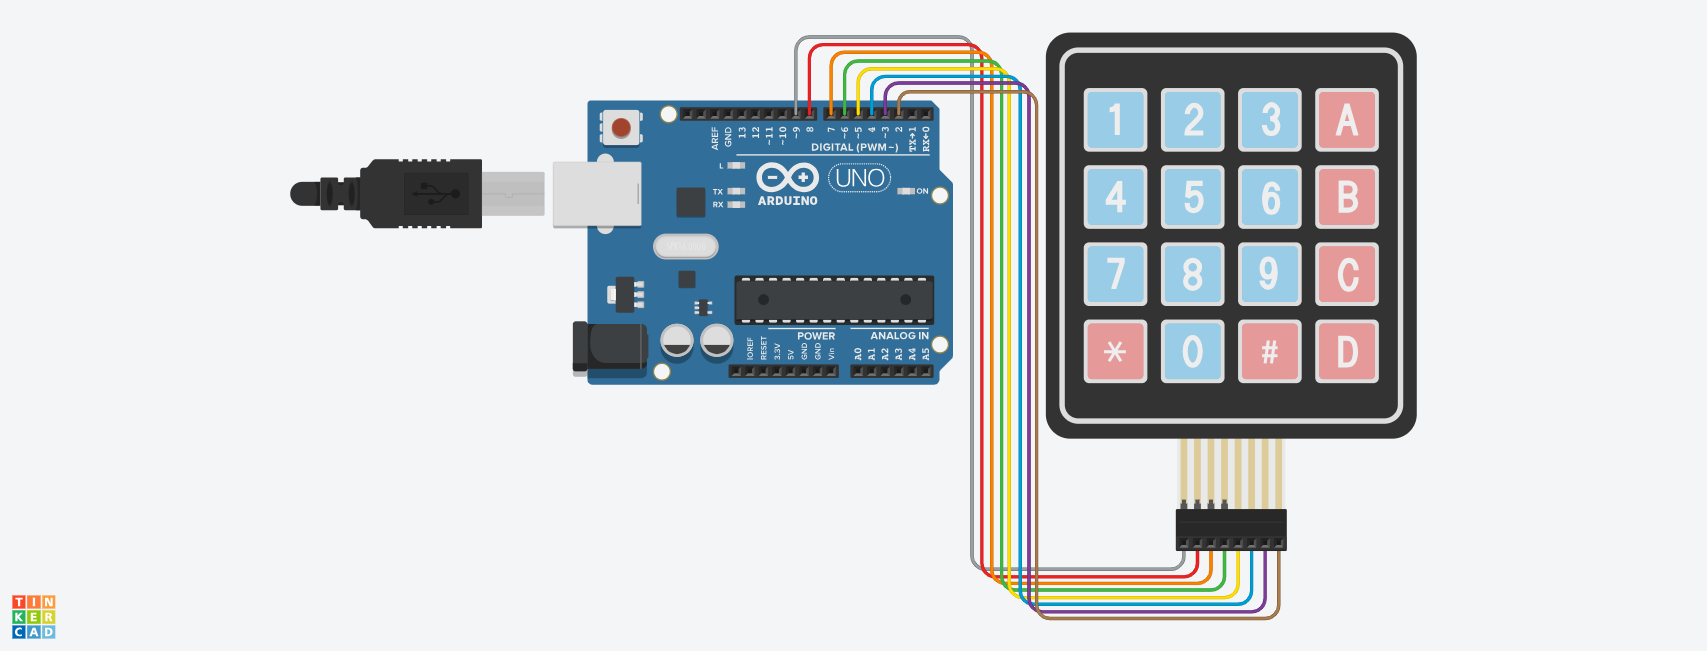 1 2 3 A
4 5 6 B
7 8 9 C
* 0 # D
AREF
GND
13
12
~11
~10
~9
8
7
~6
~5
4
~3
2
TX→1
RX←0
DIGITAL (PWM~)
L
TX
RX
UNO
ON
ARDUINO
POWER
ANALOG IN
IOREF
RESET
3.3V
5V
GND
GND
Vin
A0
A1
A2
A3
A4
A5
TIN
KER
CAD